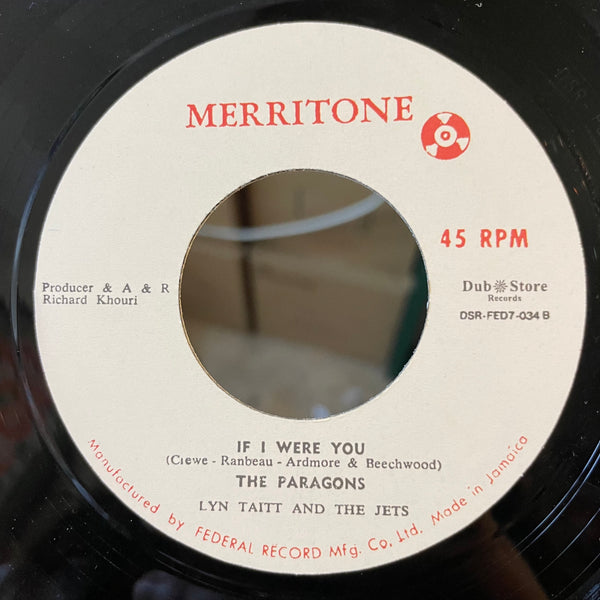 MERRITONE
45 RPM
Producer & A & R
Richard Khouri
Dub Store
Records
DSR-FED7-034 B
IF I WERE YOU
(Crewe - Ranbeau - Ardmore & Beechwood)
THE PARAGONS
LYN TAITT AND THE JETS
Manufactured by FEDERAL RECORD Mfg. Co. Ltd. Made in Jamaica